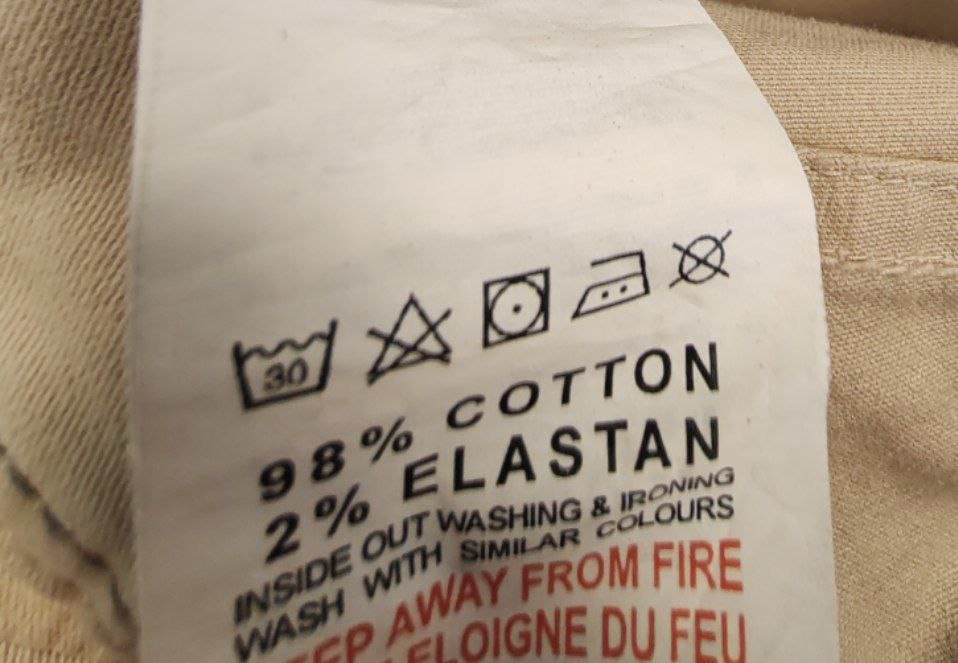 30
98% COTTON
2% ELASTAN
INSIDE OUT WASHING & IRONING
WASH WITH SIMILAR COLOURS
AWAY FROM FIRE
ELOIGNE DU FEU